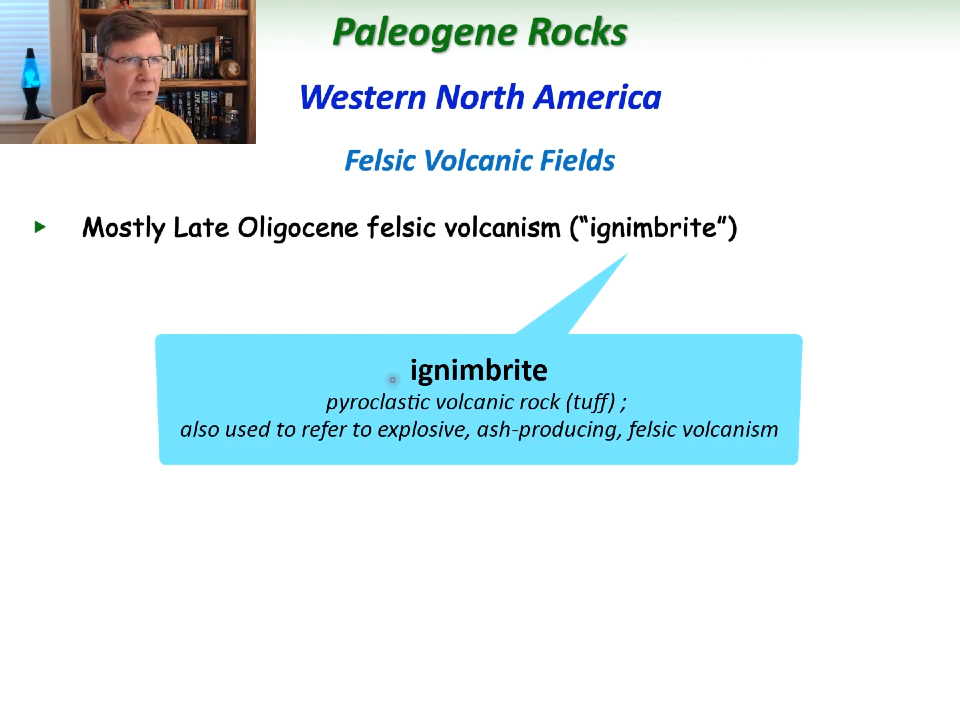 Paleogene Rocks
Western North America
Felsic Volcanic Fields
Mostly Late Oligocene felsic volcanism (“ignimbrite”)
ignimbrite
pyroclastic volcanic rock (tuff) ;
also used to refer to explosive, ash-producing, felsic volcanism